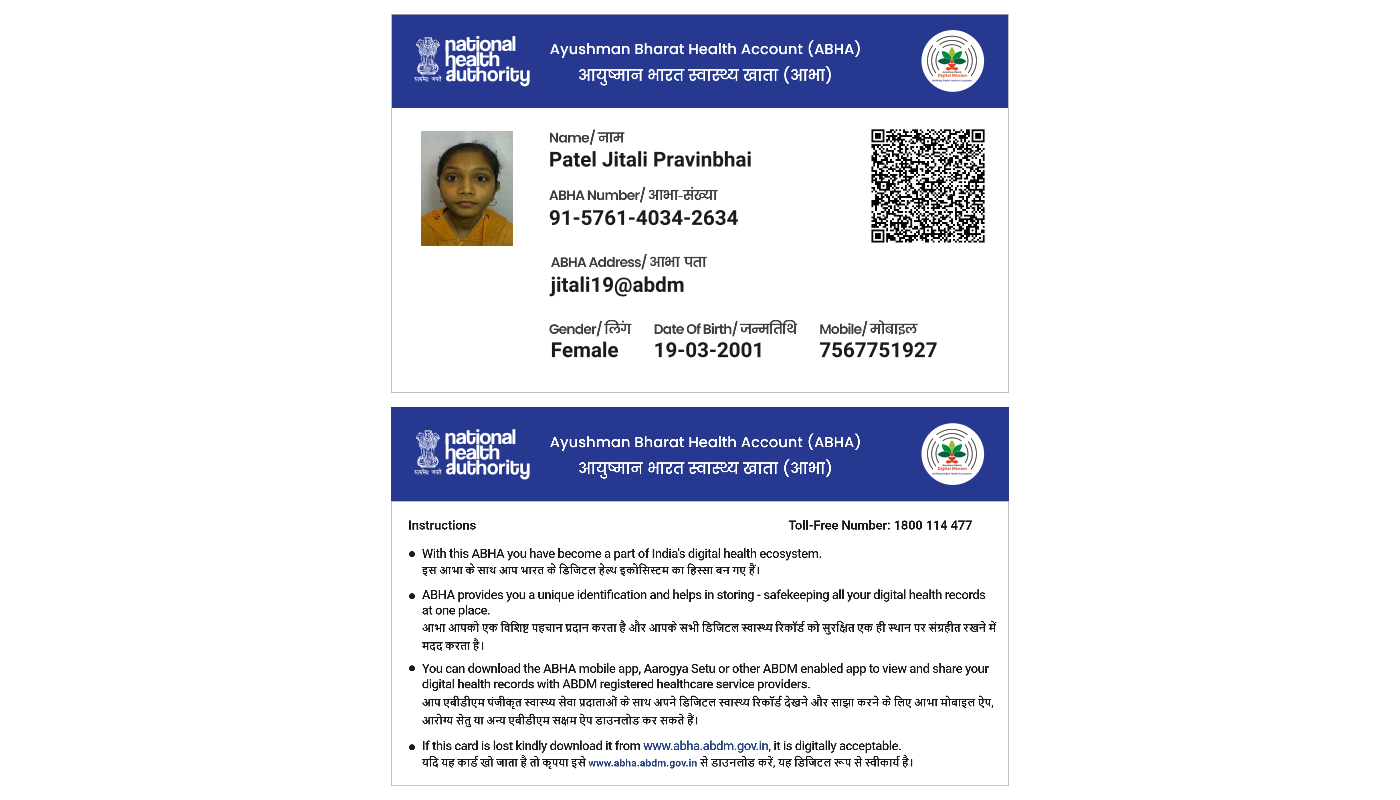 national
health
authority
सत्यमेव जयते
Ayushman Bharat Health Account (ABHA)
आयुष्मान भारत स्वास्थ्य खाता (आभा)
Digital Mission
Name/ नाम
Patel Jitali Pravinbhai
ABHA Number/ आभा-संख्या
91-5761-4034-2634
ABHA Address/ आभा पता
jitali19@abdm
Gender/ लिंग Date Of Birth/ जन्मतिथि Mobile/ मोबाइल
Female 19-03-2001 7567751927
national
health
authority
सत्यमेव जयते
Ayushman Bharat Health Account (ABHA)
आयुष्मान भारत स्वास्थ्य खाता (आभा)
Digital Mission
Instructions Toll-Free Number: 1800 114 477
With this ABHA you have become a part of India's digital health ecosystem.
इस आभा के साथ आप भारत के डिजिटल हेल्थ इकोसिस्टम का हिस्सा बन गए हैं।
ABHA provides you a unique identification and helps in storing - safekeeping all your digital health records
at one place.
आभा आपको एक विशिष्ट पहचान प्रदान करता है और आपके सभी डिजिटल स्वास्थ्य रिकॉर्ड को सुरक्षित एक ही स्थान पर संग्रहीत रखने में
मदद करता है।
You can download the ABHA mobile app, Aarogya Setu or other ABDM enabled app to view and share your
digital health records with ABDM registered healthcare service providers.
आप एबीडीएम पंजीकृत स्वास्थ्य सेवा प्रदाताओं के साथ अपने डिजिटल स्वास्थ्य रिकॉर्ड देखने और साझा करने के लिए आभा मोबाइल ऐप,
आरोग्य सेतु या अन्य एबीडीएम सक्षम ऐप डाउनलोड कर सकते हैं।
If this card is lost kindly download it from www.abha.abdm.gov.in, it is digitally acceptable.
यदि यह कार्ड खो जाता है तो कृपया इसे www.abha.abdm.gov.in से डाउनलोड करें, यह डिजिटल रूप से स्वीकार्य है।